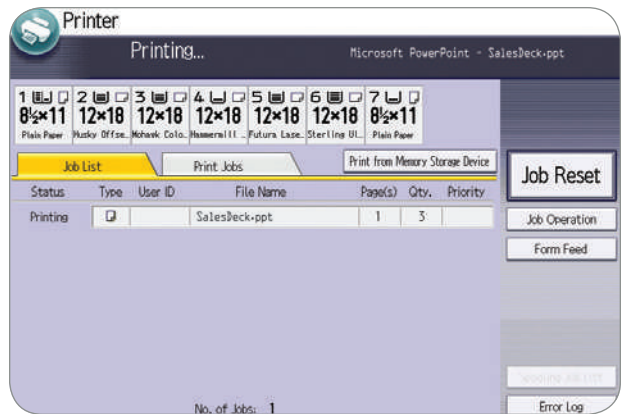 Printer
Printing... Microsoft PowerPoint - SalesDeck.ppt
1 2 3 4 5 6 7
8½×11 12×18 12×18 12×18 12×18 12×18 8½×11
Plain Paper Husky Offse.. Mohawk Colo.. Hammermill .. Futura Lase.. Sterling Ul.. Plain Paper
Job List Print Jobs Print from Memory Storage Device
Job Reset
Status Type User ID File Name Page(s) Qty. Priority
Printing SalesDeck.ppt 1 3
Job Operation
Form Feed
Spooling Job List
No. of Jobs: 1
Error Log